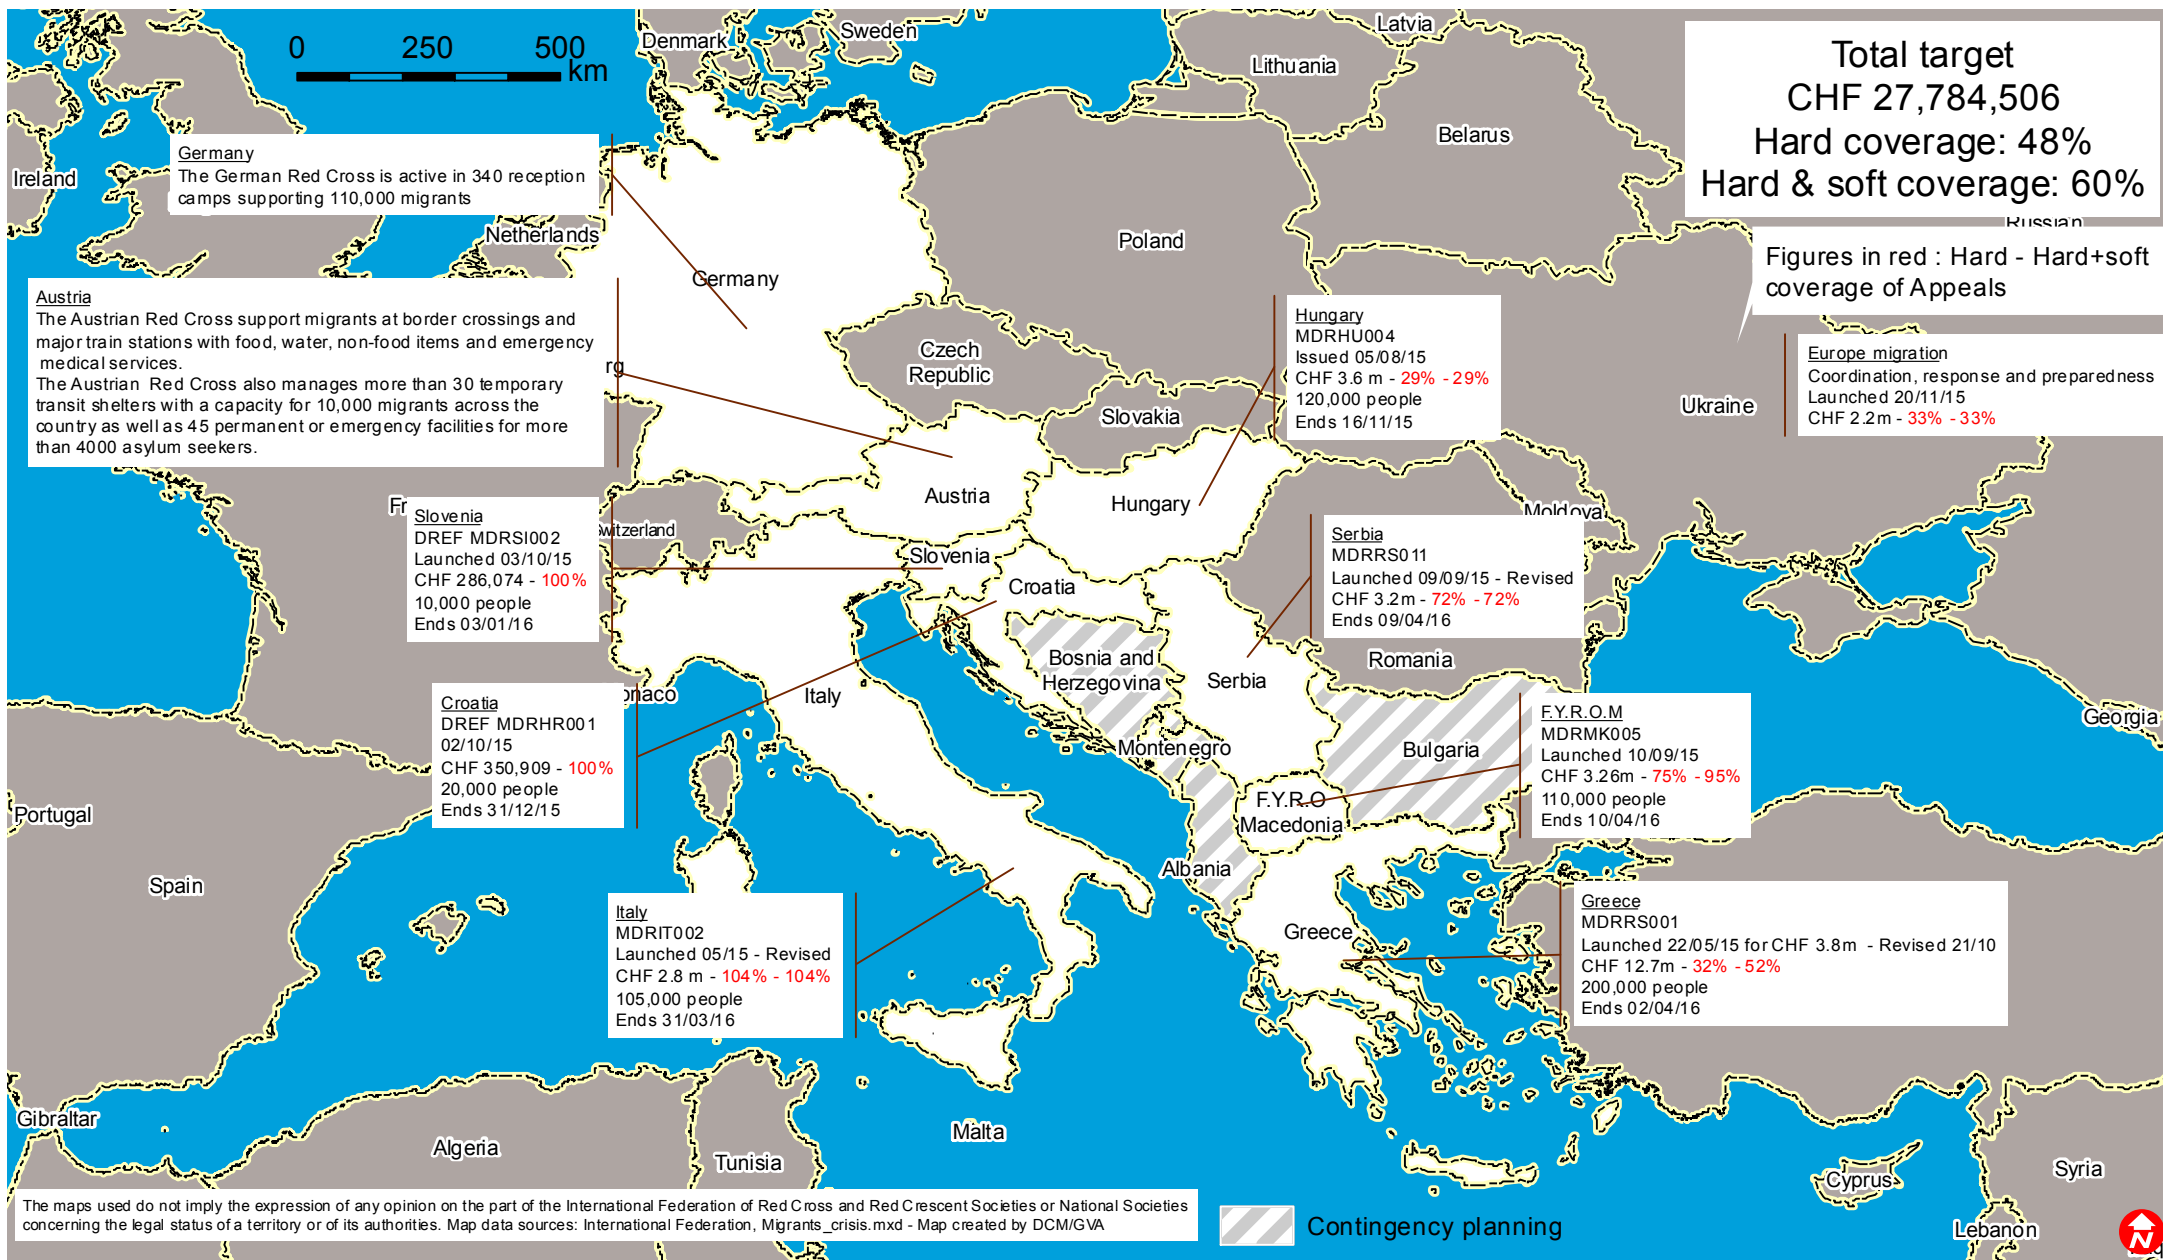 0 250 500
km
Denmark
Sweden
Latvia
Lithuania
Total target
CHF 27,784,506
Hard coverage: 48%
Hard & soft coverage: 60%
Belarus
Ireland
Germany
The German Red Cross is active in 340 reception
camps supporting 110,000 migrants
Netherlands
Poland
Russian
Figures in red : Hard - Hard+soft
coverage of Appeals
Germany
Austria
The Austrian Red Cross support migrants at border crossings and
major train stations with food, water, non-food items and emergency
medical services.
The Austrian Red Cross also manages more than 30 temporary
transit shelters with a capacity for 10,000 migrants across the
country as well as 45 permanent or emergency facilities for more
than 4000 asylum seekers.
rg
Czech
Republic
Slovakia
Hungary
MDRHU004
Issued 05/08/15
CHF 3.6 m - 29% - 29%
120,000 people
Ends 16/11/15
Ukraine
Europe migration
Coordination, response and preparedness
Launched 20/11/15
CHF 2.2m - 33% - 33%
Fr
Slovenia
DREF MDRSI002
Launched 03/10/15
CHF 286,074 - 100%
10,000 people
Ends 03/01/16
witzerland
Austria
Hungary
Moldova
Slovenia
Croatia
Serbia
MDRRS011
Launched 09/09/15 - Revised
CHF 3.2m - 72% - 72%
Ends 09/04/16
Romania
Bosnia and
Herzegovina
Serbia
Italy
onaco
Croatia
DREF MDRHR001
02/10/15
CHF 350,909 - 100%
20,000 people
Ends 31/12/15
Montenegro
Bulgaria
F.Y.R.O.M
MDRMK005
Launched 10/09/15
CHF 3.26m - 75% - 95%
110,000 people
Ends 10/04/16
Georgia
F.Y.R.O
Macedonia
Portugal
Spain
Albania
Italy
MDRIT002
Launched 05/15 - Revised
CHF 2.8 m - 104% - 104%
105,000 people
Ends 31/03/16
Greece
Greece
MDRRS001
Launched 22/05/15 for CHF 3.8m - Revised 21/10
CHF 12.7m - 32% - 52%
200,000 people
Ends 02/04/16
Gibraltar
Algeria
Tunisia
Malta
Cyprus
Syria
Lebanon
The maps used do not imply the expression of any opinion on the part of the International Federation of Red Cross and Red Crescent Societies or National Societies
concerning the legal status of a territory or of its authorities. Map data sources: International Federation, Migrants_crisis.mxd - Map created by DCM/GVA
Contingency planning
N